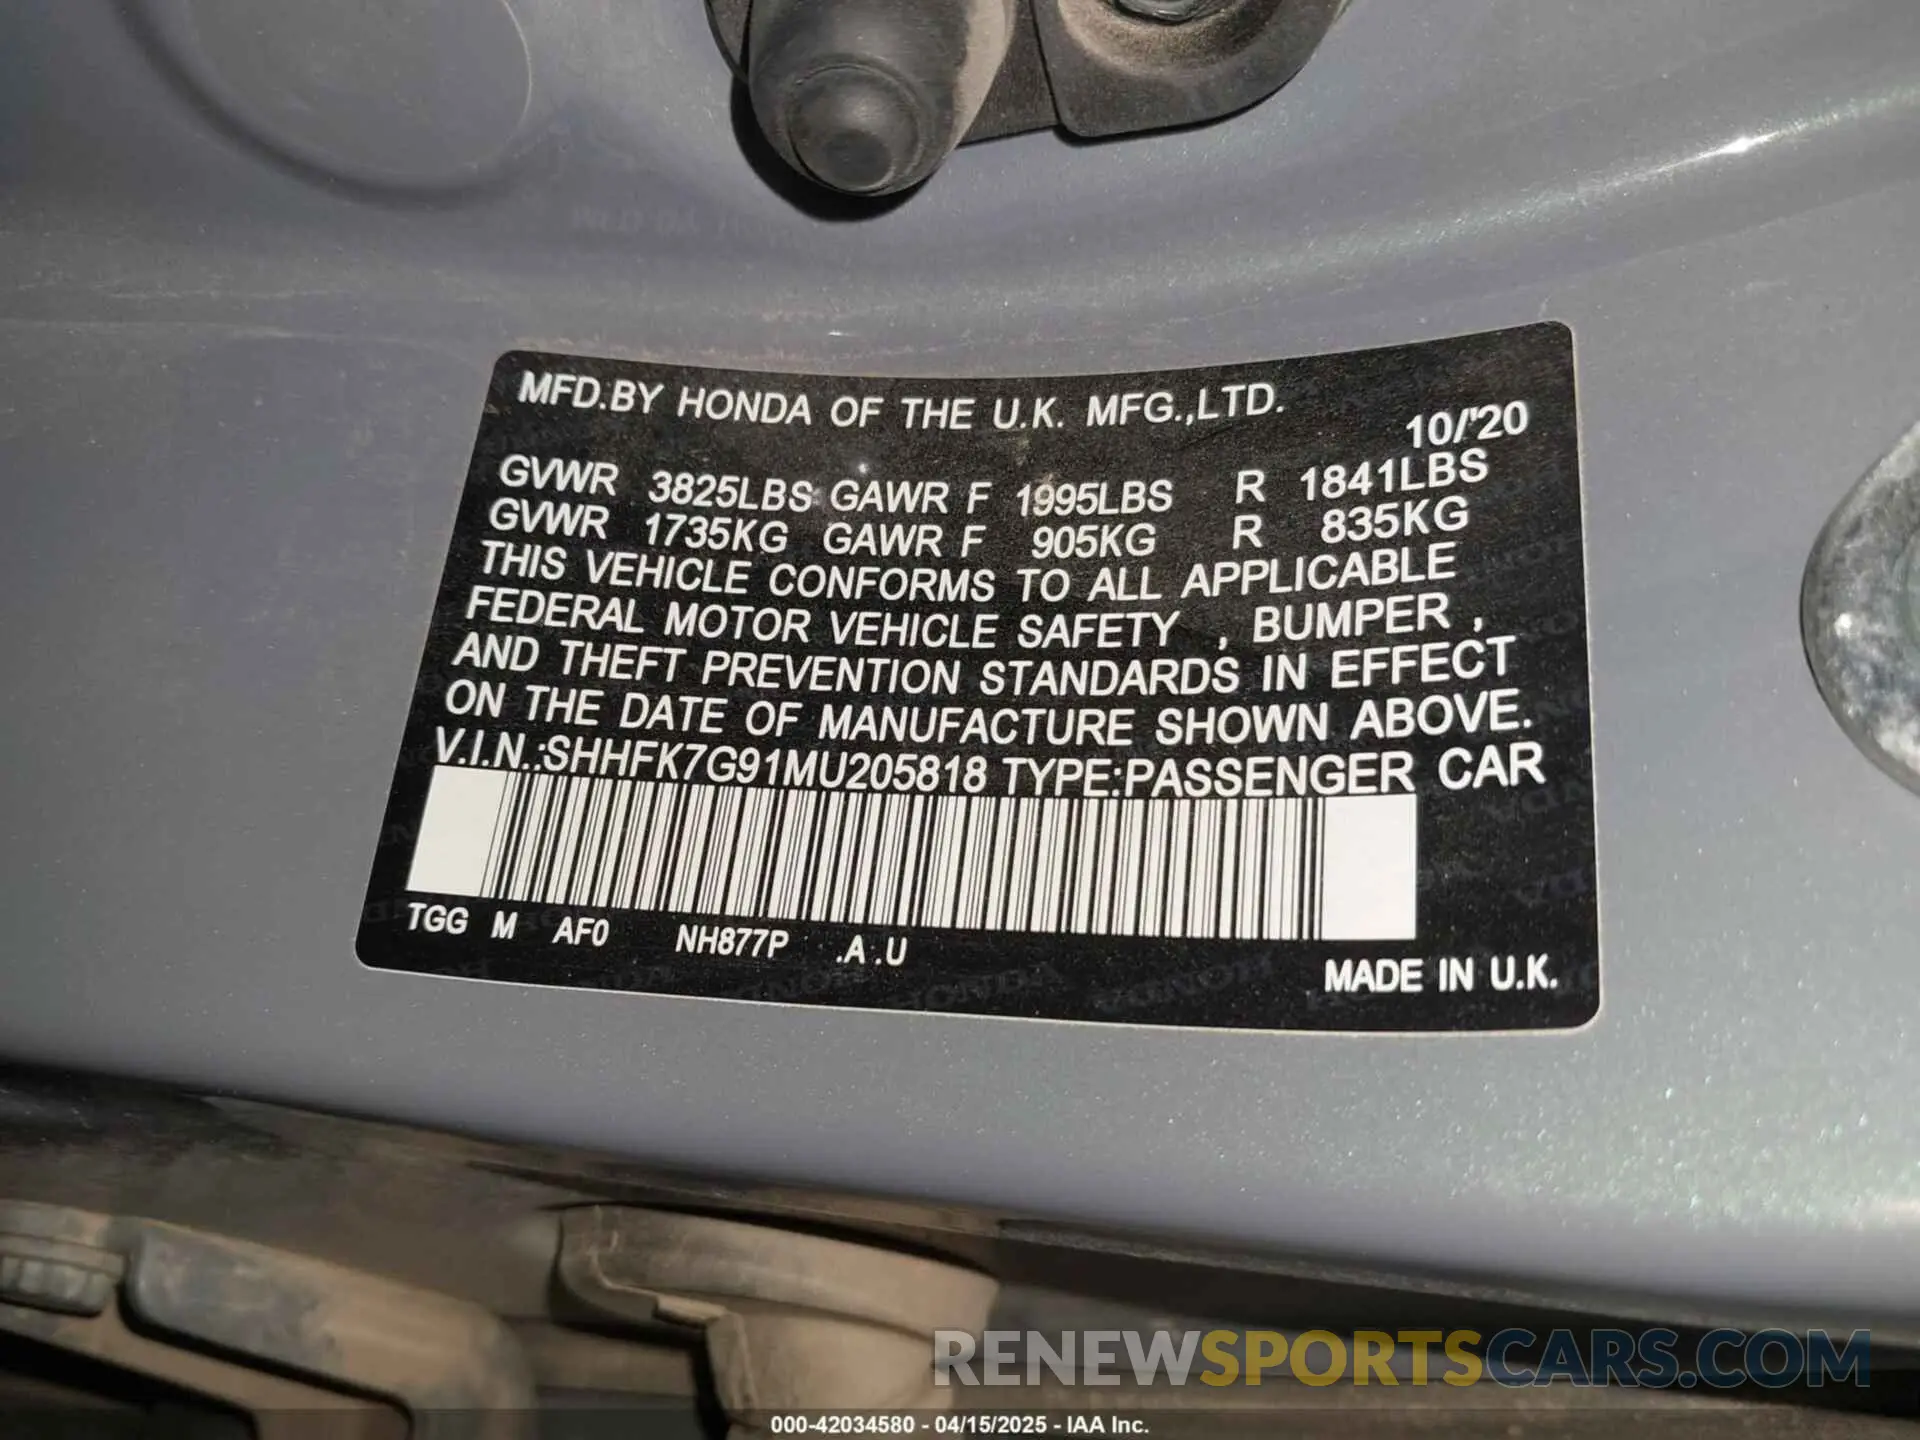 MFD.BY HONDA OF THE U.K. MFG.,LTD.
10/'20
GVWR 3825LBS GAWR F 1995LBS R 1841LBS
GVWR 1735KG GAWR F 905KG R 835KG
THIS VEHICLE CONFORMS TO ALL APPLICABLE
FEDERAL MOTOR VEHICLE SAFETY , BUMPER ,
AND THEFT PREVENTION STANDARDS IN EFFECT
ON THE DATE OF MANUFACTURE SHOWN ABOVE.
V.I.N.:SHHFK7G91MU205818 TYPE:PASSENGER CAR
TGG M AF0 NH877P .A .U
MADE IN U.K.
RENEWSPORTSCARS.COM
000-42034580 - 04/15/2025 - IAA Inc.